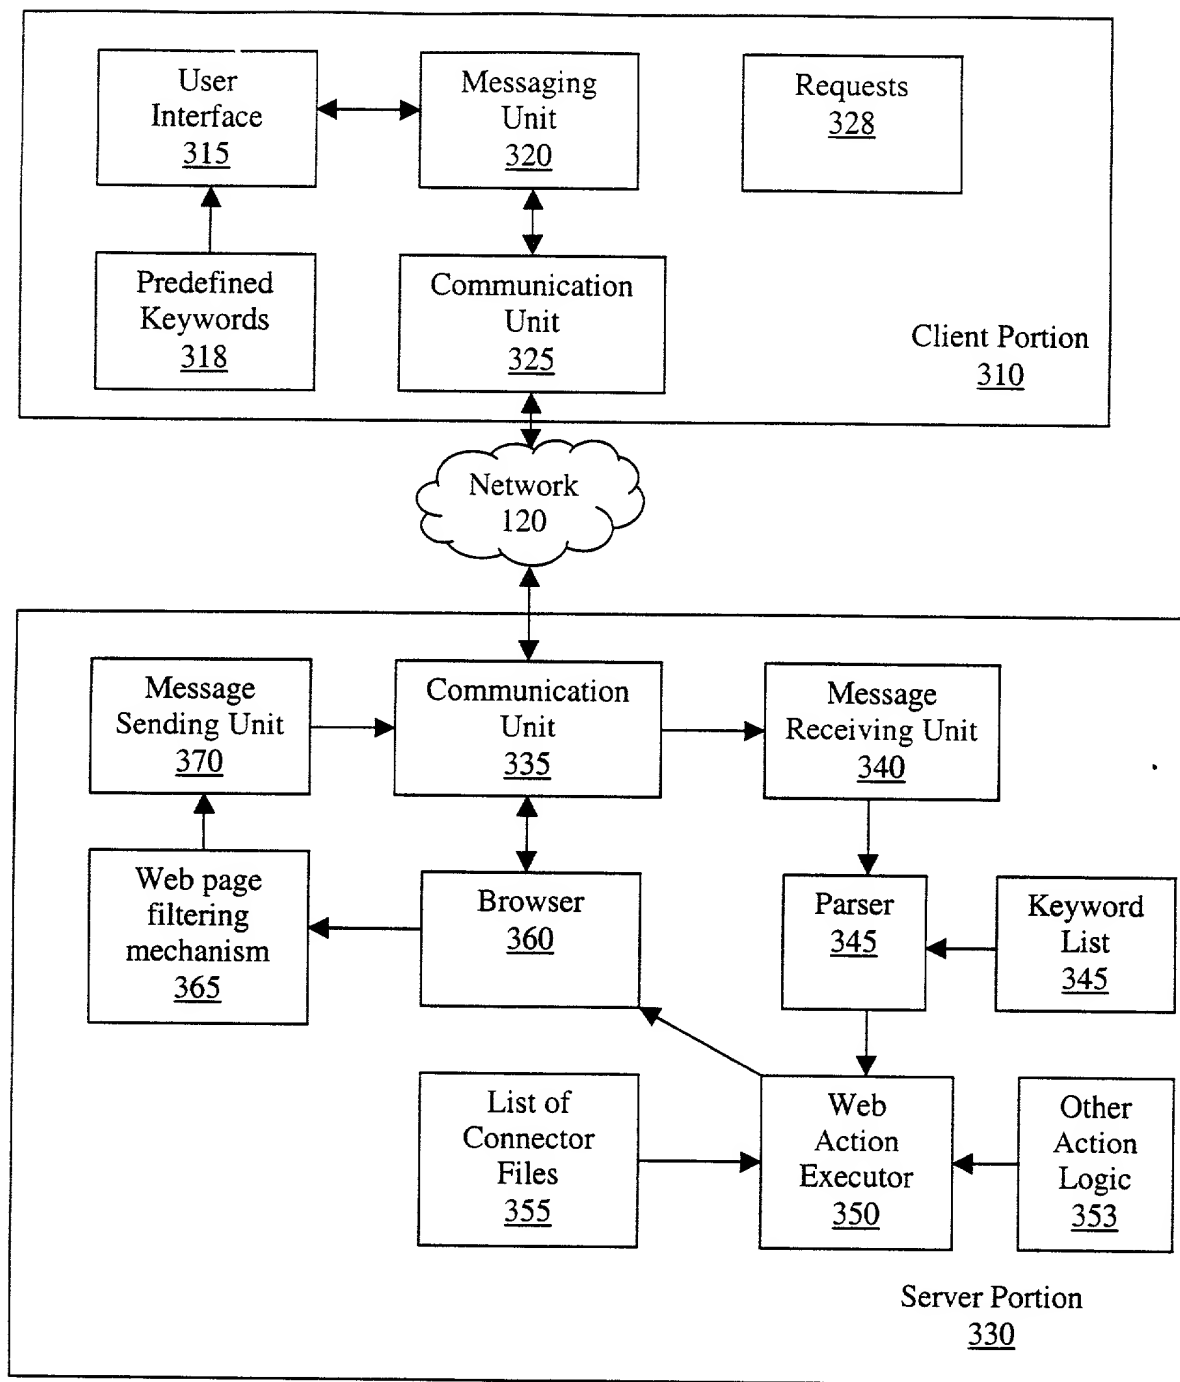 User
Interface
315
Messaging
Unit
320
Requests
328
Predefined
Keywords
318
Communication
Unit
325
Client Portion
310
Network
120
Message
Sending Unit
370
Communication
Unit
335
Message
Receiving Unit
340
Web page
filtering
mechanism
365
Browser
360
Parser
345
Keyword
List
345
List of
Connector
Files
355
Web
Action
Executor
350
Other
Action
Logic
353
Server Portion
330